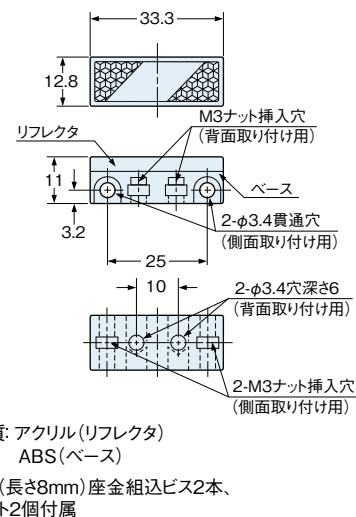 33.3
12.8
M3ナット挿入穴
(背面取り付け用)
リフレクタ
11
ベース
2-φ3.4貫通穴
(側面取り付け用)
3.2
25
10
2-φ3.4穴深さ6
(背面取り付け用)
2-M3ナット挿入穴
(側面取り付け用)
質: アクリル(リフレクタ)
ABS(ベース)
(長さ8mm)座金組込ビス2本、
ト2個付属